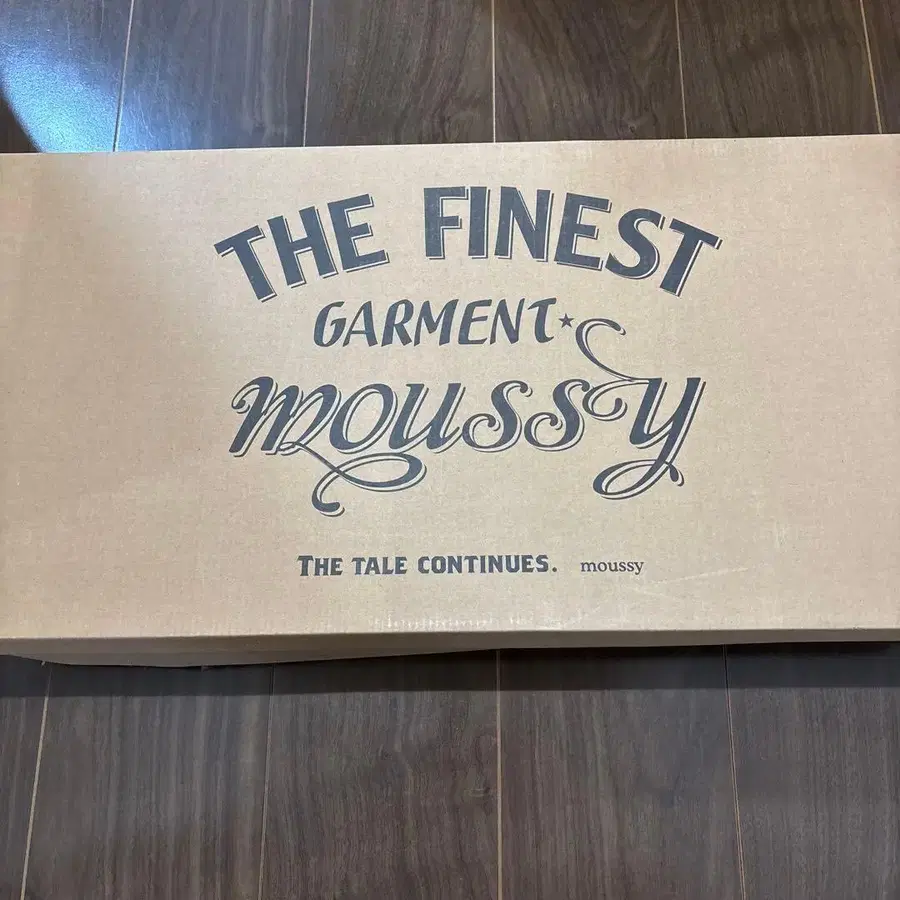 THE FINEST
GARMENT★
moussy
THE TALE CONTINUES. moussy